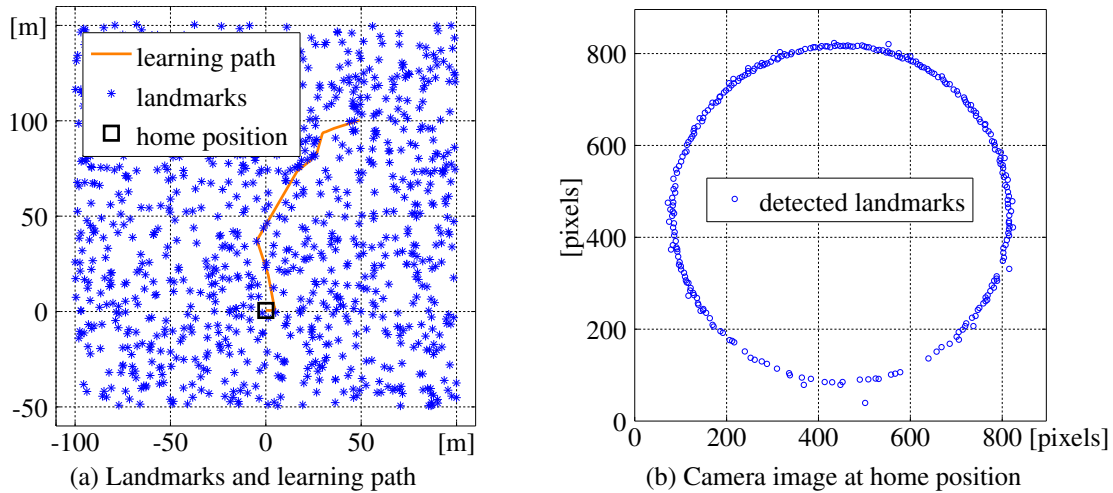 [m]
100
50
0
-50
-100
-50
0
50
[m]
learning path
landmarks
home position
(a) Landmarks and learning path
[pixels]
800
600
400
200
0
0
200
400
600
800 [pixels]
detected landmarks
(b) Camera image at home position